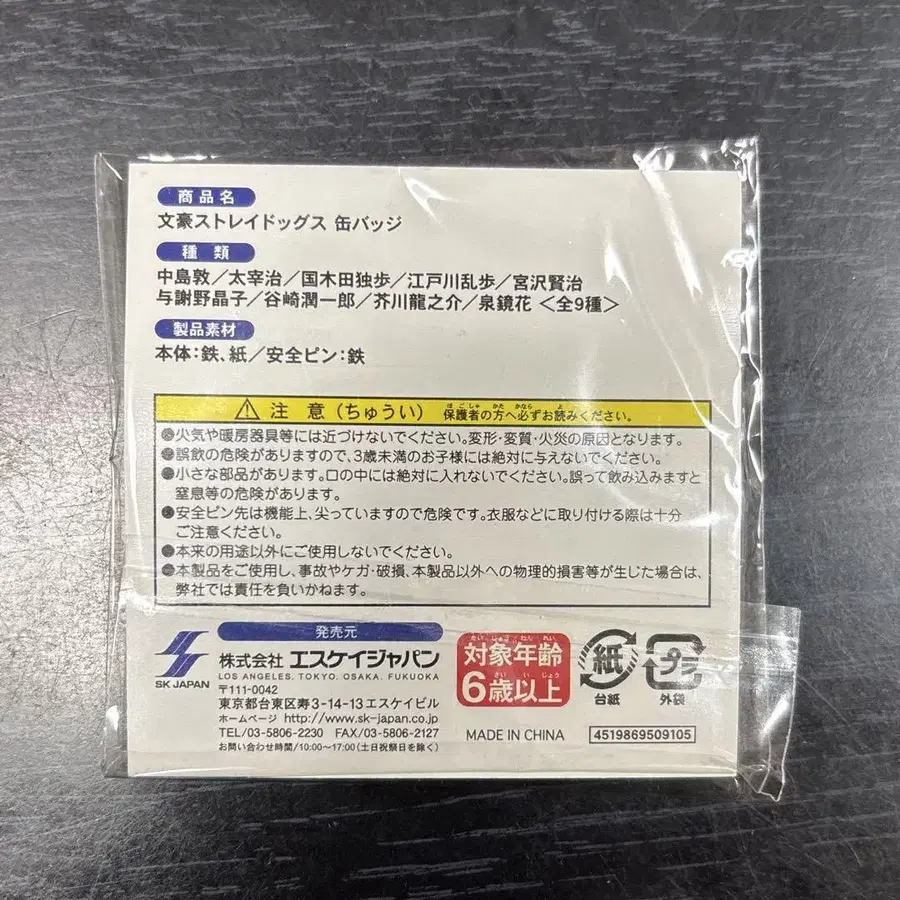 商品名
文豪ストレイドッグス 缶バッジ
種類
中島敦／太宰治／国木田独歩／江戸川乱歩／宮沢賢治
与謝野晶子／谷崎潤一郎／芥川龍之介／泉鏡花 ＜全9種＞
製品素材
本体：鉄、紙／安全ピン：鉄
注意（ちゅうい） 保護者の方へ必ずお読みください。
●火気や暖房器具等には近づけないでください。変形・変質・火災の原因となります。
●誤飲の危険がありますので、3歳未満のお子様には絶対に与えないでください。
●小さな部品があります。口の中には絶対に入れないでください。誤って飲み込みますと
窒息等の危険があります。
●安全ピン先は機能上、尖っていますので危険です。衣服などに取り付ける際は十分
ご注意ください。
●本来の用途以外にご使用しないでください。
●本製品をご使用し、事故やケガ・破損、本製品以外への物理的損害等が生じた場合は、
弊社では責任を負いかねます。
発売元
SK JAPAN
株式会社 エスケイジャパン
LOS ANGELES. TOKYO. OSAKA. FUKUOKA
〒111-0042
東京都台東区寿3-14-13エスケイビル
ホームページ http://www.sk-japan.co.jp
TEL/03-5806-2230 FAX/03-5806-2127
お問い合わせ時間/10:00〜17:00(土日祝祭日を除く)
たいしょうねんれい
対象年齢
6歳以上
さいいじょう
紙
台紙
プラ
外袋
MADE IN CHINA
4519869509105